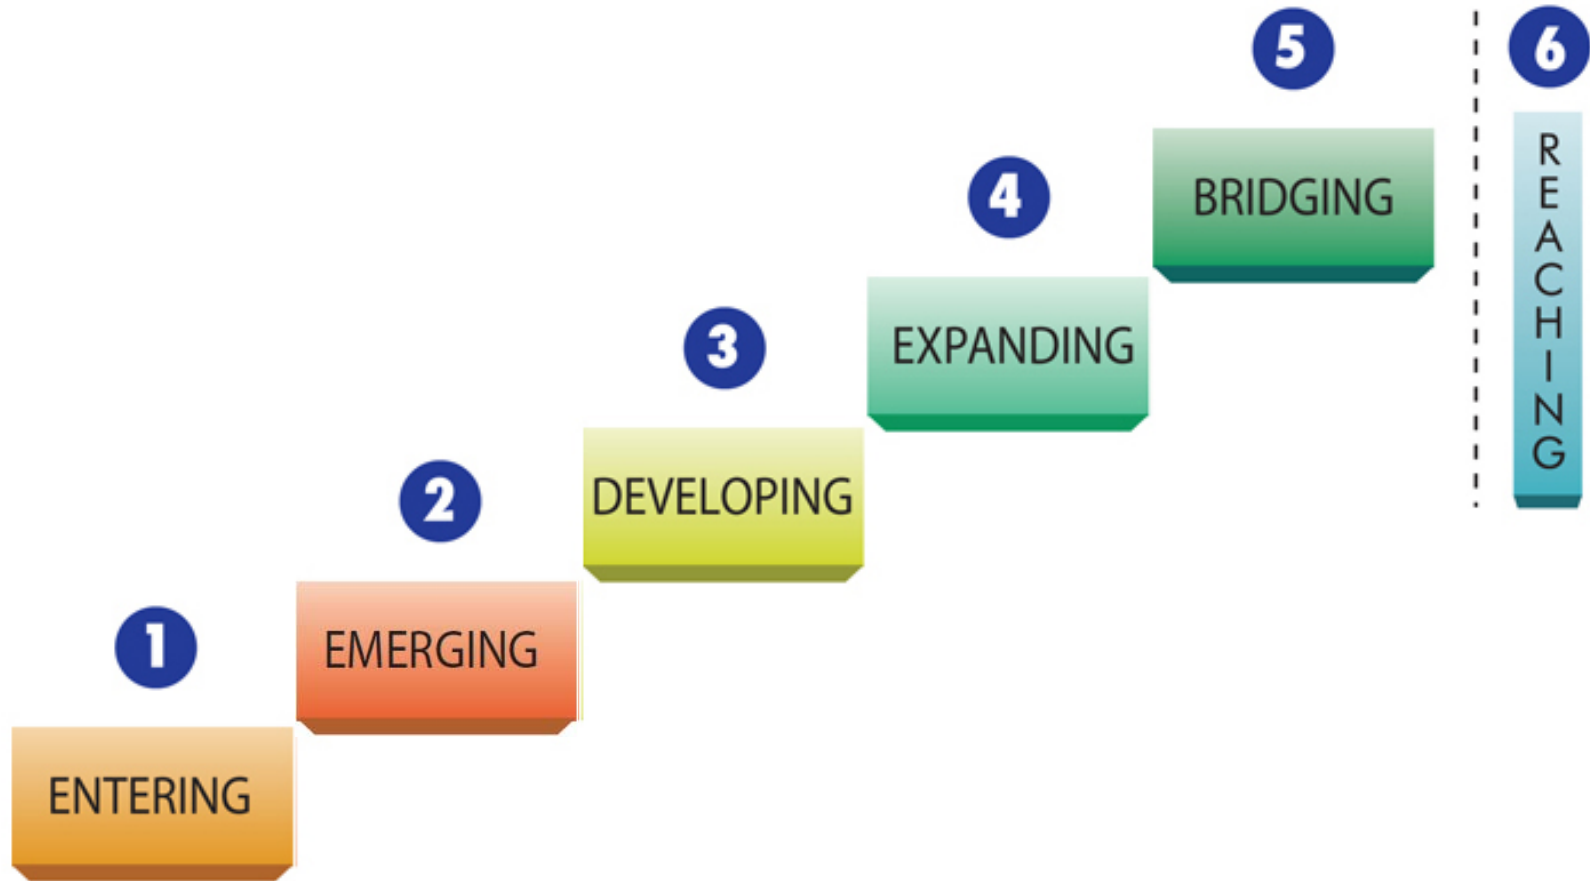 1
ENTERING
2
EMERGING
3
DEVELOPING
4
EXPANDING
5
BRIDGING
6
REACHING